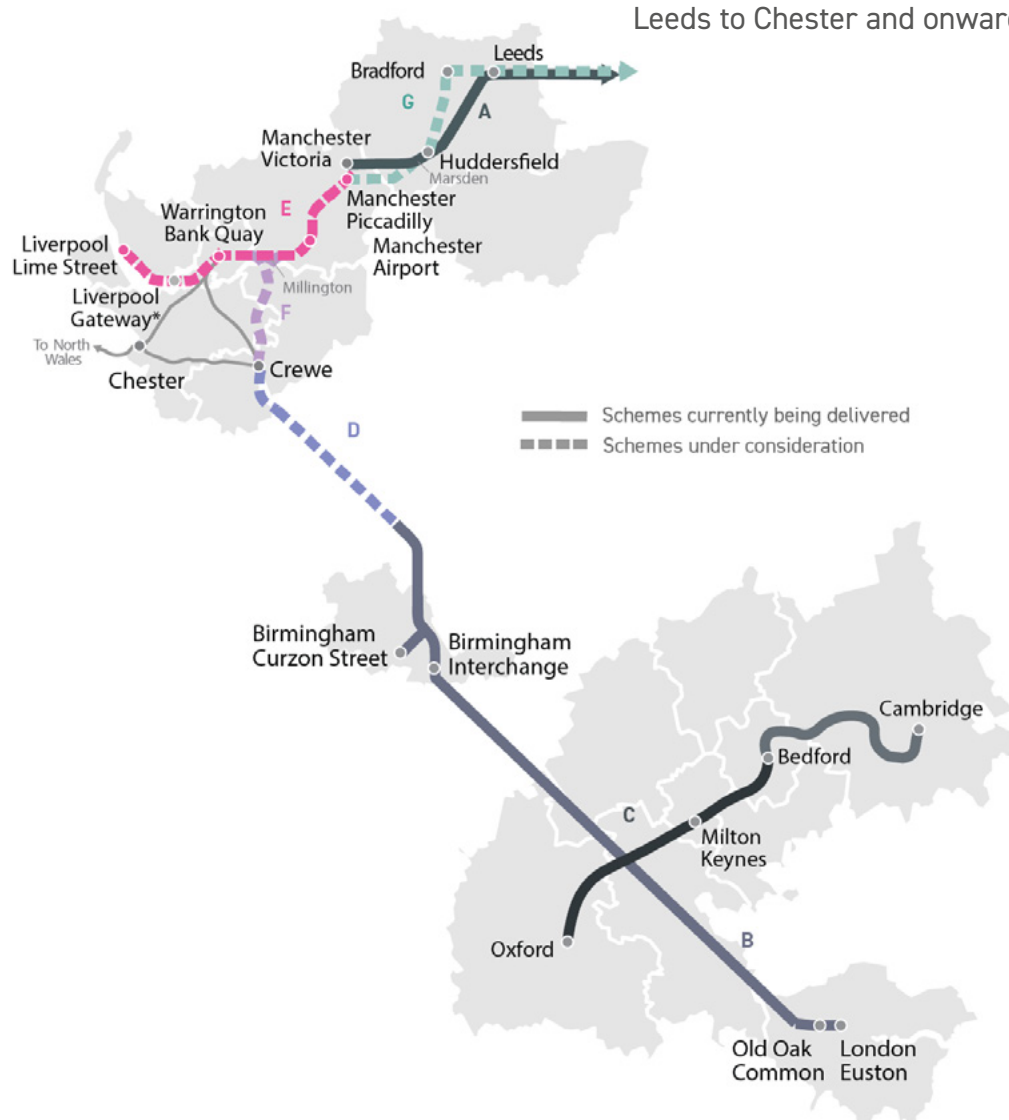 Leeds to Chester and onwar
Leeds
Bradford
G
A
Manchester
Victoria
Huddersfield
Marsden
E
Manchester
Piccadilly
Warrington
Bank Quay
Manchester
Airport
Liverpool
Lime Street
Millington
Liverpool
Gateway*
F
To North
Wales
Chester
Crewe
D
Schemes currently being delivered
Schemes under consideration
Birmingham
Curzon Street
Birmingham
Interchange
Cambridge
Bedford
C
Milton
Keynes
Oxford
B
Old Oak
Common
London
Euston